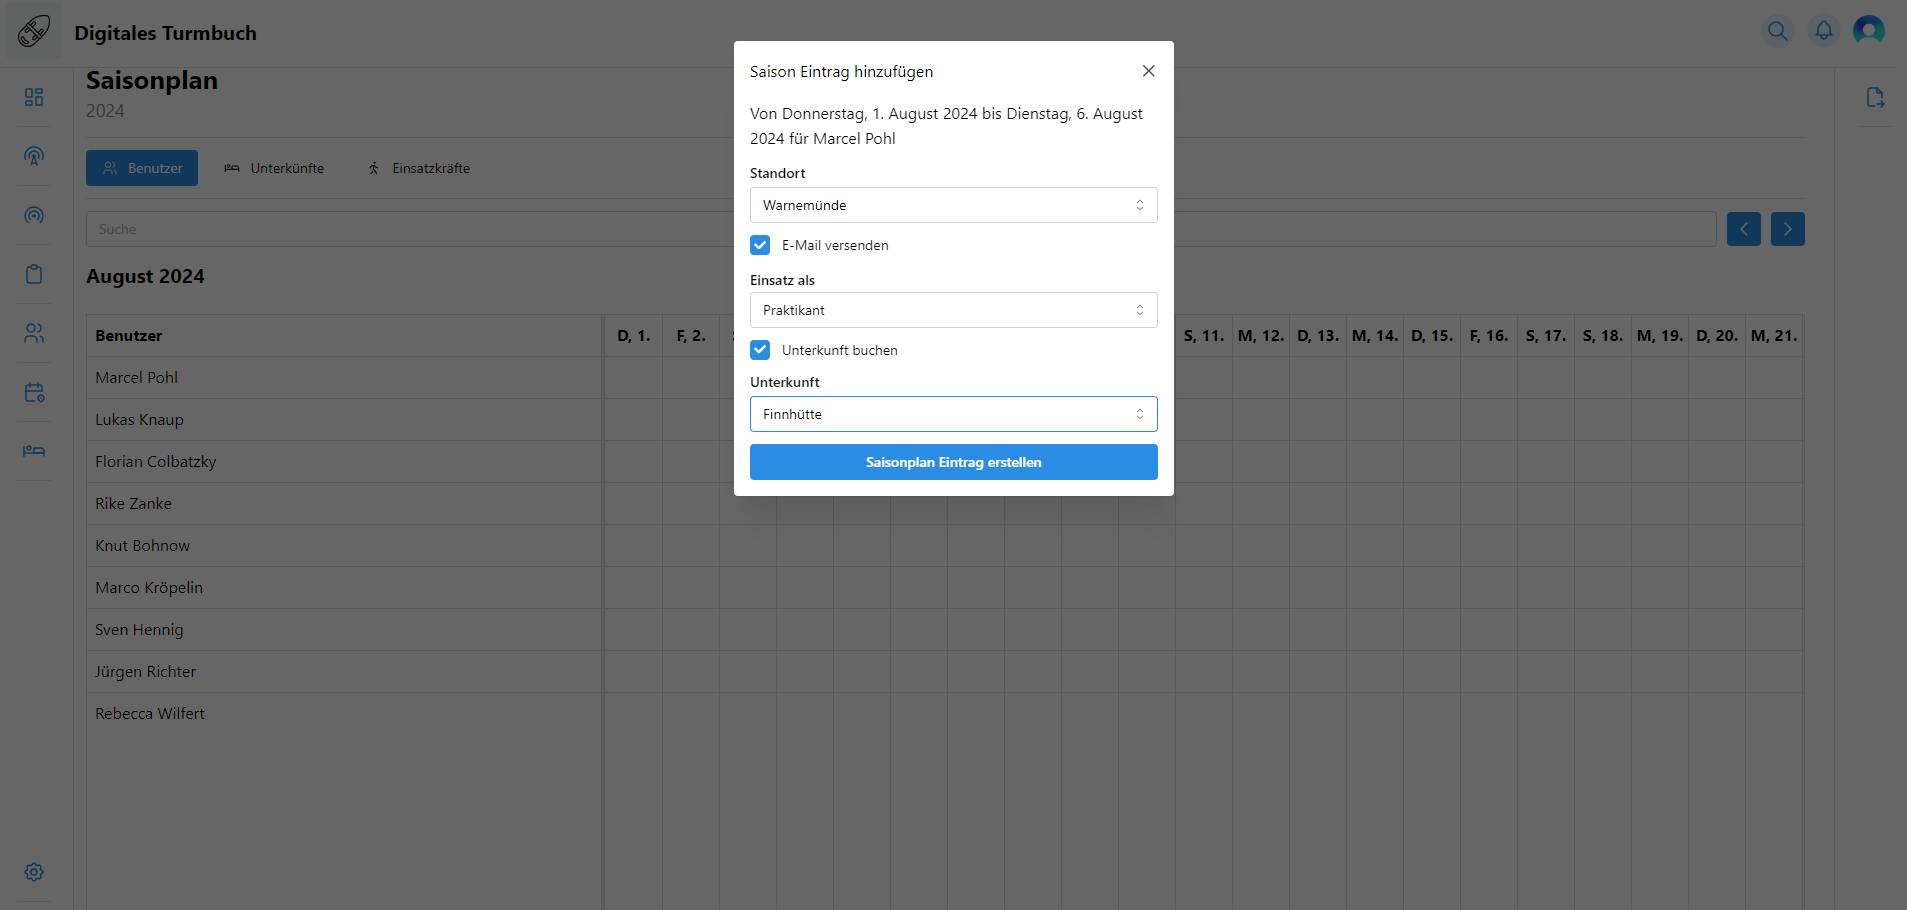 Digitales Turmbuch
Saisonplan
2024
Benutzer
Unterkünfte
Einsatzkräfte
Suche
August 2024
Benutzer D, 1. F, 2. S, 11. M, 12. D, 13. M, 14. D, 15. F, 16. S, 17. S, 18. M, 19. D, 20. M, 21.
Marcel Pohl
Lukas Knaup
Florian Colbatzky
Rike Zanke
Knut Bohnow
Marco Kröpelin
Sven Hennig
Jürgen Richter
Rebecca Wilfert
Saison Eintrag hinzufügen
Von Donnerstag, 1. August 2024 bis Dienstag, 6. August
2024 für Marcel Pohl
Standort
Warnemünde
E-Mail versenden
Einsatz als
Praktikant
Unterkunft buchen
Unterkunft
Finnhütte
Saisonplan Eintrag erstellen